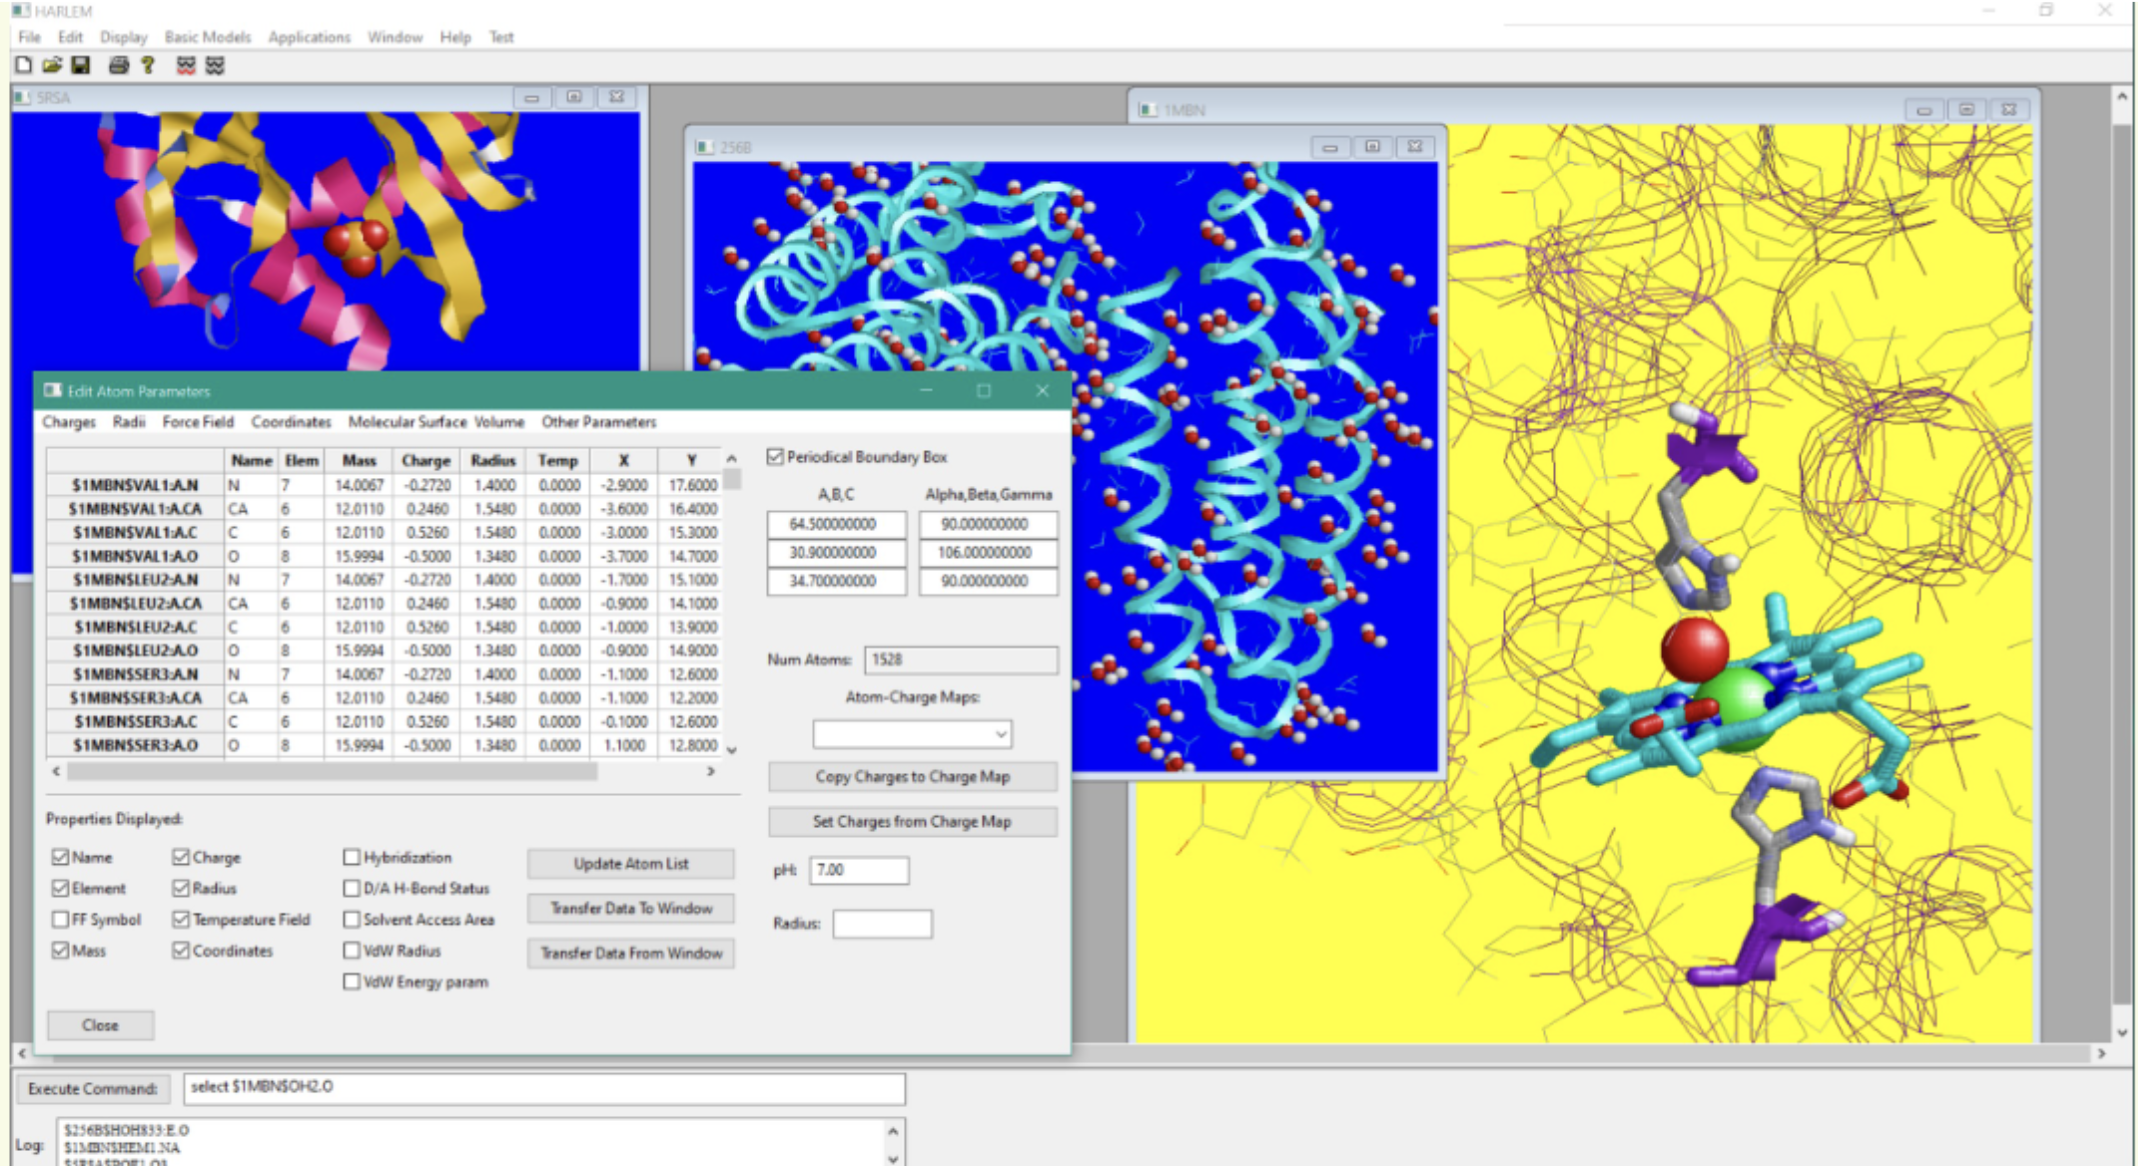 HARLEM
File Edit Display Basic Models Applications Window Help Test
5RSA
256B
1MBN
Edit Atom Parameters
Charges Radii Force Field Coordinates Molecular Surface Volume Other Parameters
Name Elem Mass Charge Radius Temp X Y
$1MBN$VAL1:A.N N 7 14.0067 -0.2720 1.4000 0.0000 -2.9000 17.6000
$1MBN$VAL1:A.CA CA 6 12.0110 0.2460 1.5480 0.0000 -3.6000 16.4000
$1MBN$VAL1:A.C C 6 12.0110 0.5260 1.5480 0.0000 -3.0000 15.3000
$1MBN$VAL1:A.O O 8 15.9994 -0.5000 1.3480 0.0000 -3.7000 14.7000
$1MBN$LEU2:A.N N 7 14.0067 -0.2720 1.4000 0.0000 -1.7000 15.1000
$1MBN$LEU2:A.CA CA 6 12.0110 0.2460 1.5480 0.0000 -0.9000 14.1000
$1MBN$LEU2:A.C C 6 12.0110 0.5260 1.5480 0.0000 -1.0000 13.9000
$1MBN$LEU2:A.O O 8 15.9994 -0.5000 1.3480 0.0000 -0.9000 14.9000
$1MBN$SER3:A.N N 7 14.0067 -0.2720 1.4000 0.0000 -1.1000 12.6000
$1MBN$SER3:A.CA CA 6 12.0110 0.2460 1.5480 0.0000 -1.1000 12.2000
$1MBN$SER3:A.C C 6 12.0110 0.5260 1.5480 0.0000 -0.1000 12.6000
$1MBN$SER3:A.O O 8 15.9994 -0.5000 1.3480 0.0000 1.1000 12.8000
Periodical Boundary Box
A,B,C Alpha,Beta,Gamma
64.500000000 90.000000000
30.900000000 106.000000000
34.700000000 90.000000000
Num Atoms: 1528
Atom-Charge Maps:
Copy Charges to Charge Map
Set Charges from Charge Map
pH: 7.00
Radius:
Properties Displayed:
Name Charge Hybridization Update Atom List
Element Radius D/A H-Bond Status
FF Symbol Temperature Field Solvent Access Area Transfer Data To Window
Mass Coordinates VdW Radius Transfer Data From Window
VdW Energy param
Close
Execute Command: select $1MBN$OH2.O
Log: $256B$HOH833:E.O
$1MBN$HEM1.NA